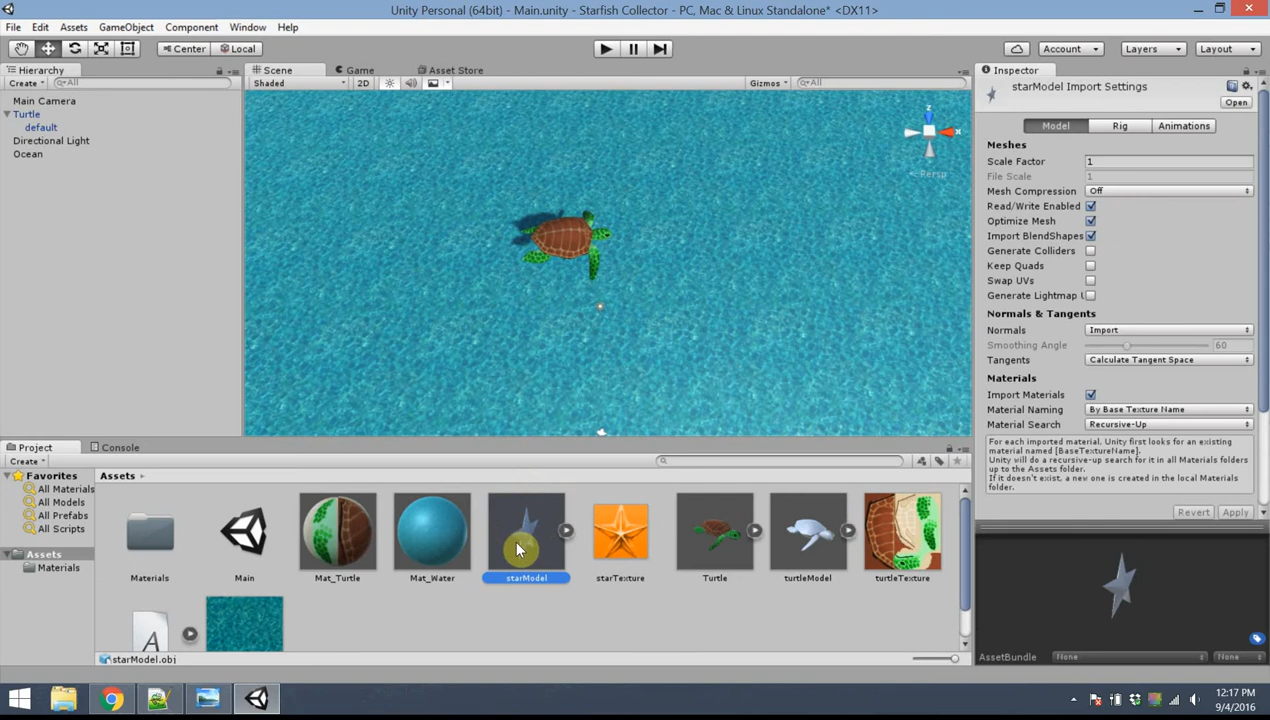 Unity Personal (64bit) - Main.unity - Starfish Collector - PC, Mac & Linux Standalone* <DX11>
File Edit Assets GameObject Component Window Help
Center Local Account Layers Layout
Hierarchy Scene Game Asset Store Inspector
Create All Shaded 2D Gizmos All
starModel Import Settings
Open
Main Camera
Turtle
default
Directional Light
Ocean
z
x
Persp
Model Rig Animations
Meshes
Scale Factor 1
File Scale 1
Mesh Compression Off
Read/Write Enabled
Optimize Mesh
Import BlendShapes
Generate Colliders
Keep Quads
Swap UVs
Generate Lightmap U
Normals & Tangents
Normals Import
Smoothing Angle 60
Tangents Calculate Tangent Space
Materials
Import Materials
Material Naming By Base Texture Name
Material Search Recursive-Up
For each imported material, Unity first looks for an existing
material named [BaseTextureName].
Unity will do a recursive-up search for it in all Materials folders
up to the Assets folder.
If it doesn't exist, a new one is created in the local Materials
folder.
Revert Apply
Project Console
Create
Favorites
All Materials
All Models
All Prefabs
All Scripts
Assets
Materials
Assets
Materials Main Mat_Turtle Mat_Water starModel starTexture Turtle turtleModel turtleTexture
A
starModel.obj
AssetBundle None None
12:17 PM
9/4/2016